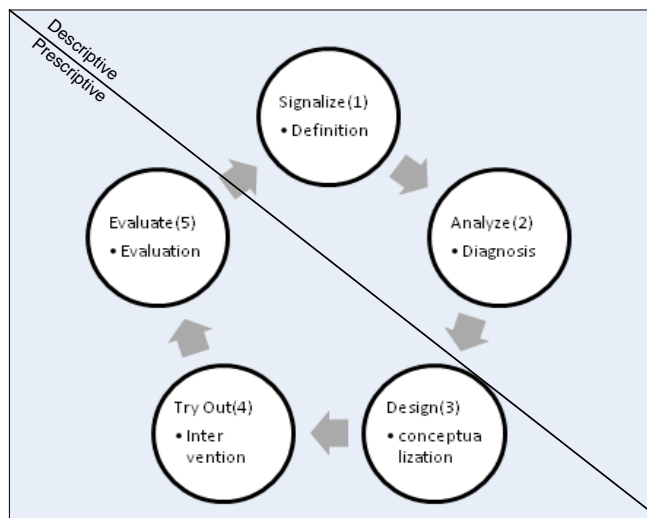 Descriptive
Prescriptive
Signalize(1)
• Definition
Analyze(2)
• Diagnosis
Design(3)
• conceptua
lization
Try Out(4)
• Inter
vention
Evaluate(5)
• Evaluation